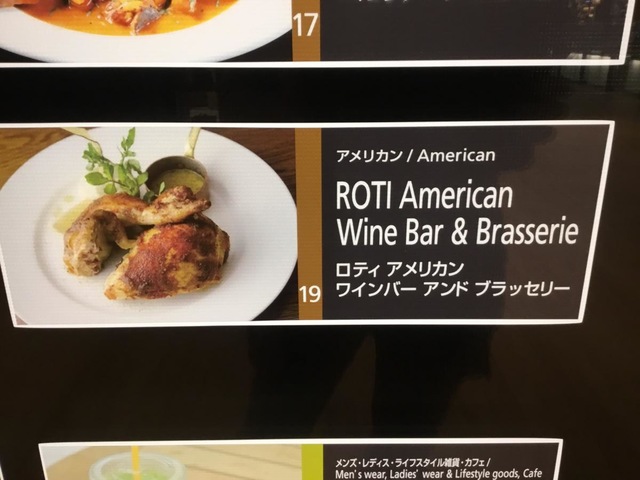 17
アメリカン / American
ROTI American
Wine Bar & Brasserie
ロティ アメリカン
ワインバー アンド ブラッセリー
19
メンズ・レディス・ライフスタイル雑貨・カフェ /
Men's wear, Ladies' wear & Lifestyle goods, Cafe